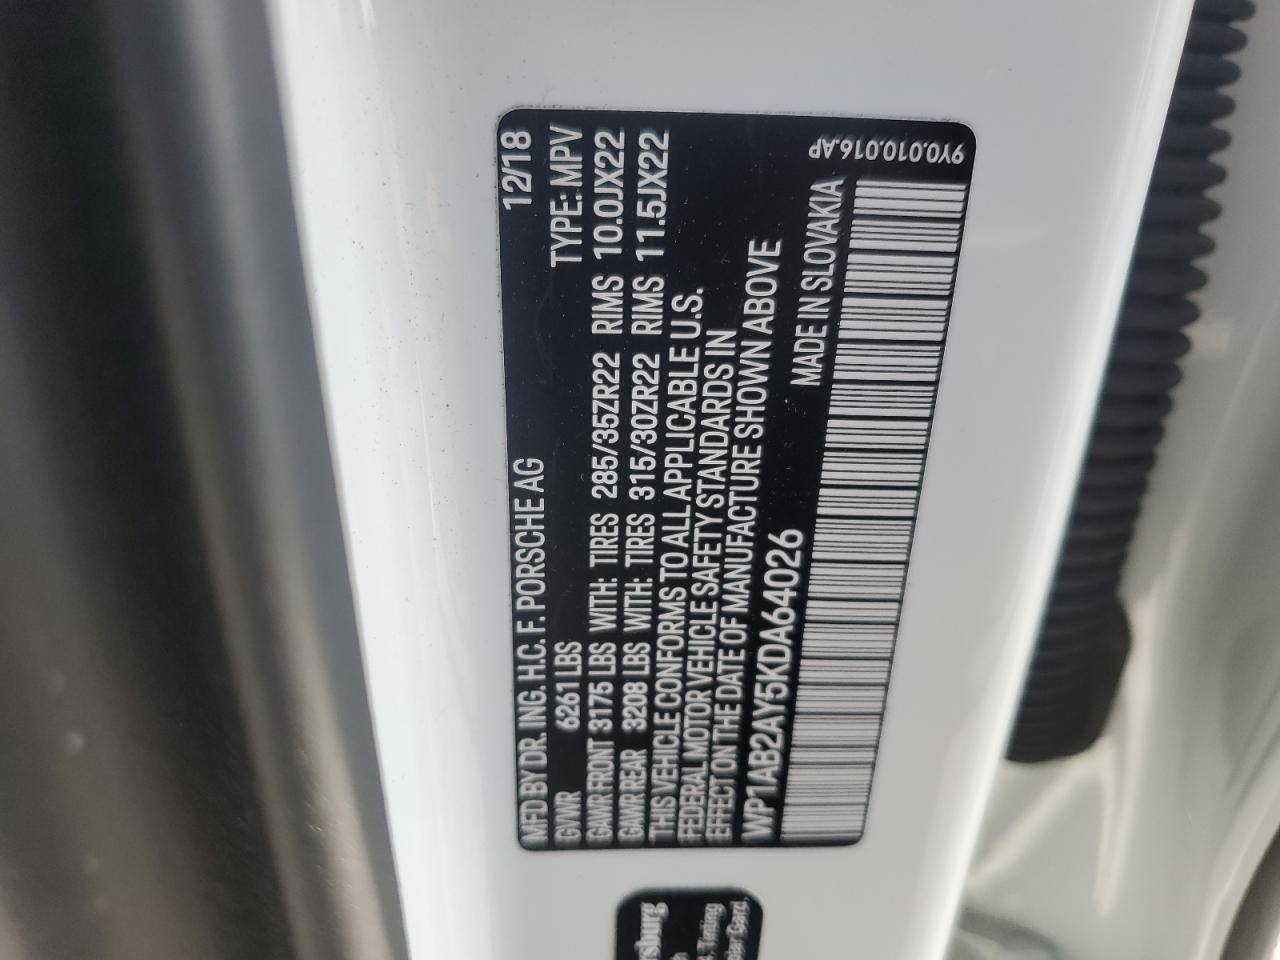 MFD BY DR. ING. H.C. F. PORSCHE AG 12/18
GVWR 6261 LBS TYPE: MPV
GAWR FRONT 3175 LBS WITH: TIRES 285/35ZR22 RIMS 10.0JX22
GAWR REAR 3208 LBS WITH: TIRES 315/30ZR22 RIMS 11.5JX22
THIS VEHICLE CONFORMS TO ALL APPLICABLE U.S.
FEDERAL MOTOR VEHICLE SAFETY STANDARDS IN
EFFECT ON THE DATE OF MANUFACTURE SHOWN ABOVE
WP1AB2AY5KDA64026 MADE IN SLOVAKIA
9Y0.010.016.AP